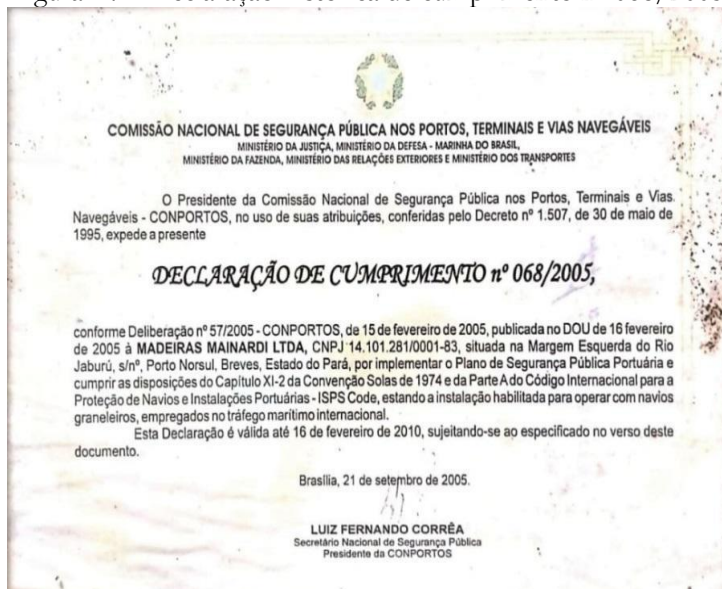 COMISSÃO NACIONAL DE SEGURANÇA PÚBLICA NOS PORTOS, TERMINAIS E VIAS NAVEGÁVEIS
MINISTÉRIO DA JUSTIÇA, MINISTÉRIO DA DEFESA - MARINHA DO BRASIL,
MINISTÉRIO DA FAZENDA, MINISTÉRIO DAS RELAÇÕES EXTERIORES E MINISTÉRIO DOS TRANSPORTES
O Presidente da Comissão Nacional de Segurança Pública nos Portos, Terminais e Vias
Navegáveis - CONPORTOS, no uso de suas atribuições, conferidas pelo Decreto nº 1.507, de 30 de maio de
1995, expede a presente
DECLARAÇÃO DE CUMPRIMENTO nº 068/2005,
conforme Deliberação nº 57/2005 - CONPORTOS, de 15 de fevereiro de 2005, publicada no DOU de 16 fevereiro
de 2005 à MADEIRAS MAINARDI LTDA, CNPJ 14.101.281/0001-83, situada na Margem Esquerda do Rio
Jaburú, s/nº, Porto Norsul, Breves, Estado do Pará, por implementar o Plano de Segurança Pública Portuária e
cumprir as disposições do Capítulo XI-2 da Convenção Solas de 1974 e da Parte A do Código Internacional para a
Proteção de Navios e Instalações Portuárias - ISPS Code, estando a instalação habilitada para operar com navios
graneleiros, empregados no tráfego marítimo internacional.
Esta Declaração é válida até 16 de fevereiro de 2010, sujeitando-se ao especificado no verso deste
documento.
Brasília, 21 de setembro de 2005.
LUIZ FERNANDO CORRÊA
Secretário Nacional de Segurança Pública
Presidente da CONPORTOS